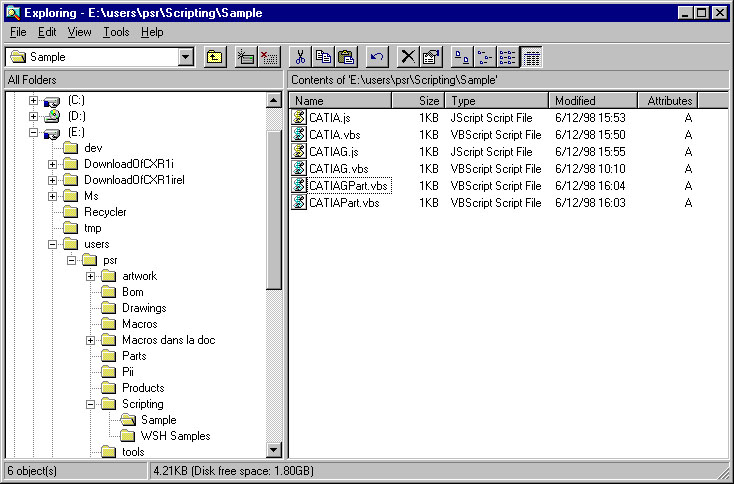 Exploring - E:\users\psr\Scripting\Sample
File Edit View Tools Help
Sample
All Folders
Contents of 'E:\users\psr\Scripting\Sample'
(C:)
(D:)
(E:)
dev
DownloadOfCXR1i
DownloadOfCXR1irel
Ms
Recycler
tmp
users
psr
artwork
Bom
Drawings
Macros
Macros dans la doc
Parts
Pii
Products
Scripting
Sample
WSH Samples
tools
Name Size Type Modified Attributes
CATIA.js 1KB JScript Script File 6/12/98 15:53 A
CATIA.vbs 1KB VBScript Script File 6/12/98 15:50 A
CATIAG.js 1KB JScript Script File 6/12/98 15:55 A
CATIAG.vbs 1KB VBScript Script File 6/12/98 10:10 A
CATIAGPart.vbs 1KB VBScript Script File 6/12/98 16:04 A
CATIAPart.vbs 1KB VBScript Script File 6/12/98 16:03 A
6 object(s)
4.21KB (Disk free space: 1.80GB)